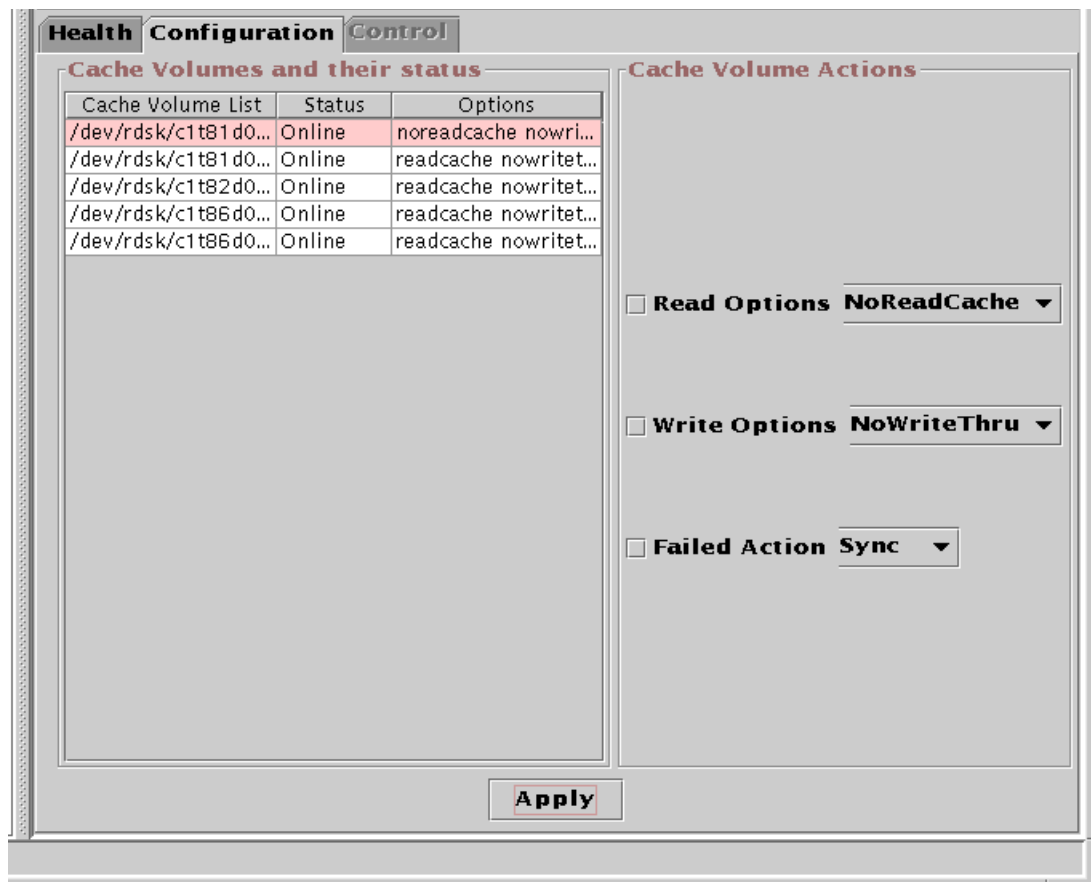 Health Configuration Control
Cache Volumes and their status
Cache Volume List Status Options
/dev/rdsk/c1t81d0... Online noreadcache nowri...
/dev/rdsk/c1t81d0... Online readcache nowritet...
/dev/rdsk/c1t82d0... Online readcache nowritet...
/dev/rdsk/c1t86d0... Online readcache nowritet...
/dev/rdsk/c1t86d0... Online readcache nowritet...
Cache Volume Actions
Read Options NoReadCache
Write Options NoWriteThru
Failed Action Sync
Apply